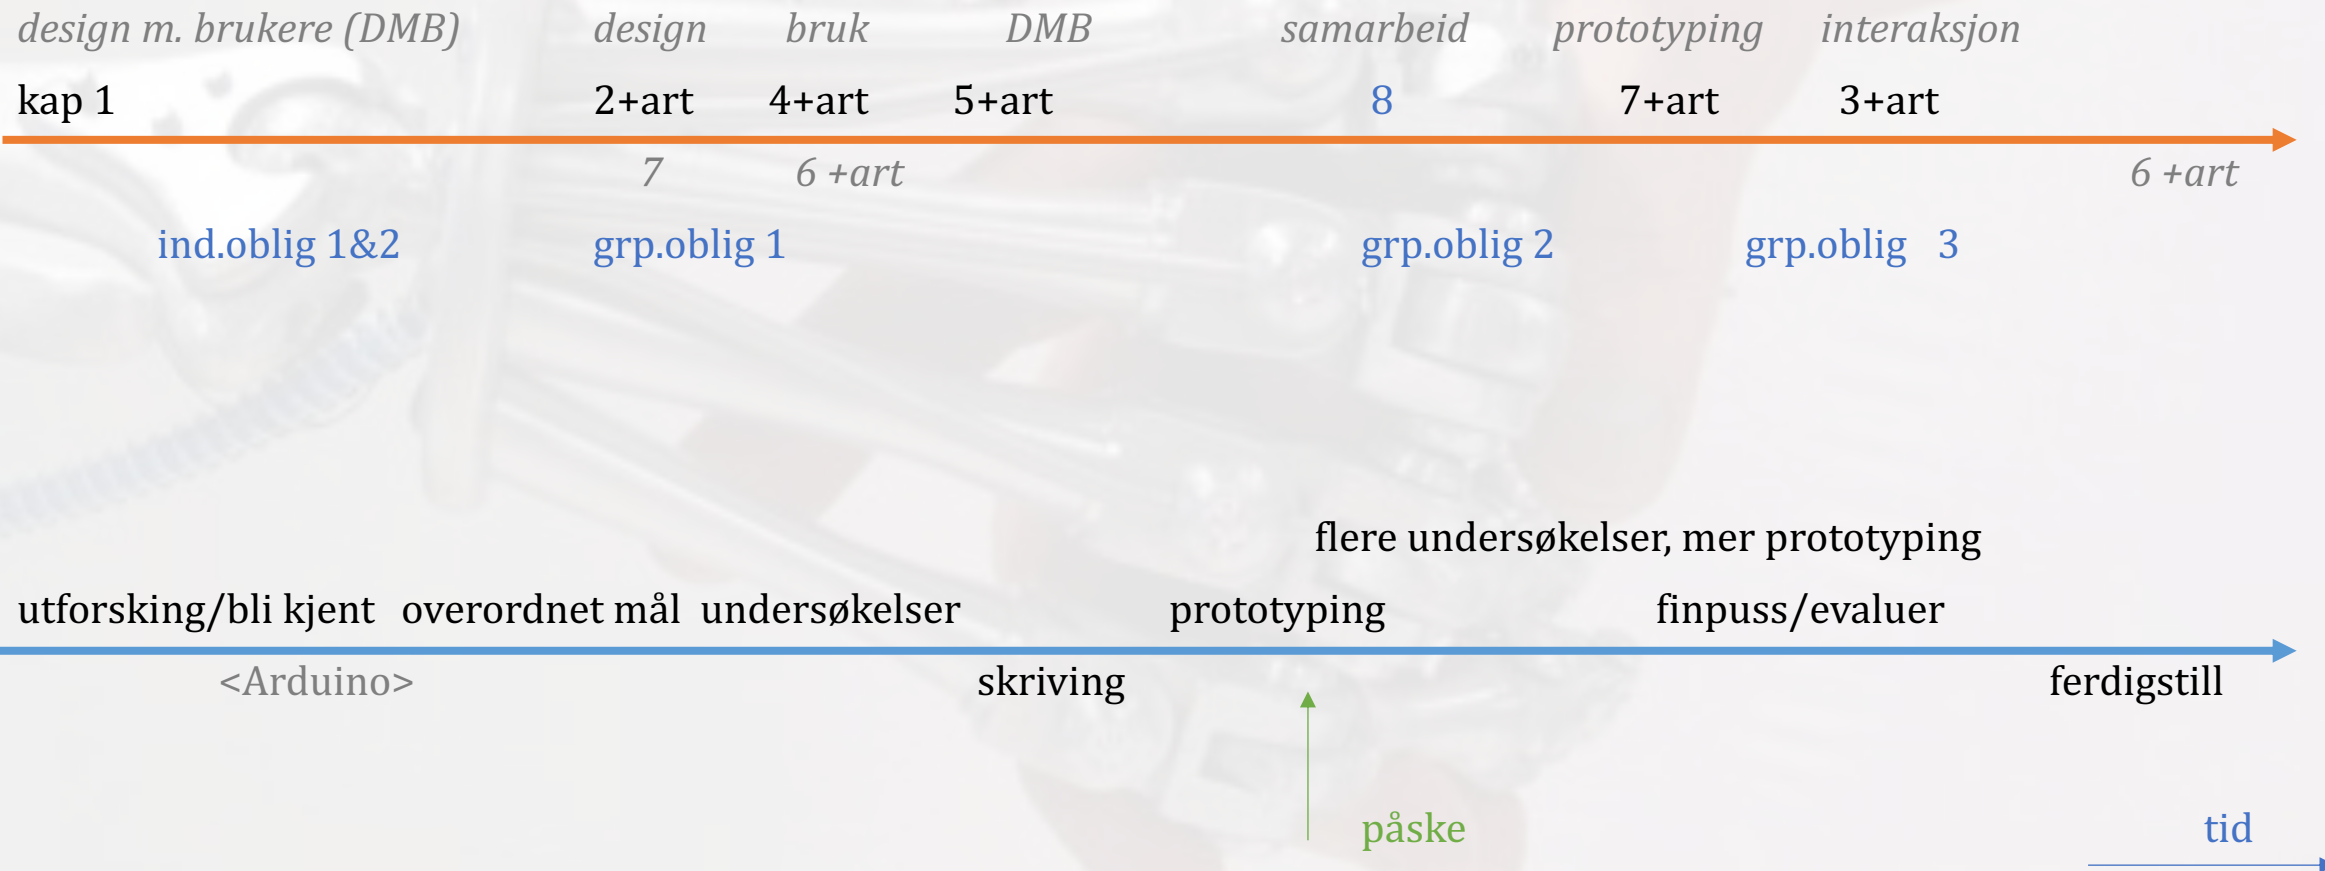 design m. brukere (DMB) design bruk DMB samarbeid prototyping interaksjon
kap 1 2+art 4+art 5+art 8 7+art 3+art
7 6 +art 6 +art
ind.oblig 1&2 grp.oblig 1 grp.oblig 2 grp.oblig 3
flere undersøkelser, mer prototyping
utforsking/bli kjent overordnet mål undersøkelser prototyping finpuss/evaluer
<Arduino> skriving ferdigstill
påske tid